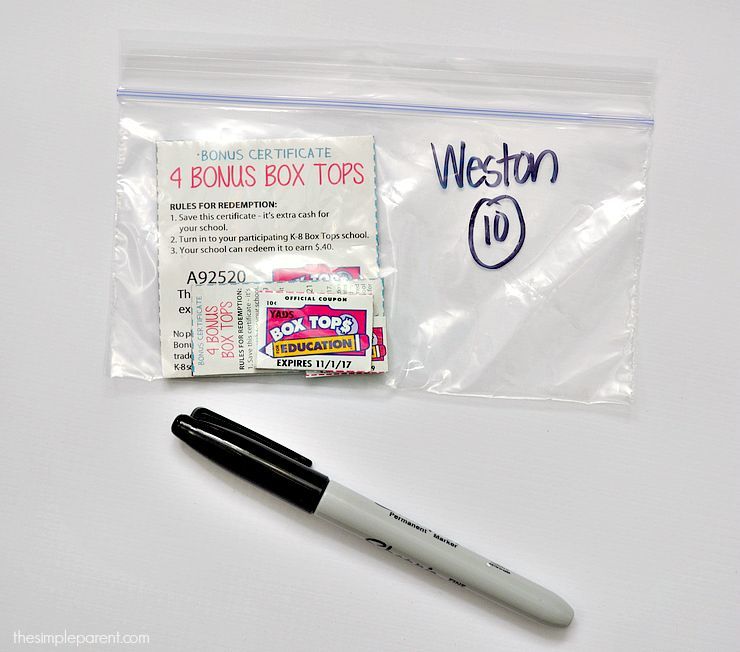 Weston
10
·BONUS CERTIFICATE
4 BONUS BOX TOPS
RULES FOR REDEMPTION:
1. Save this certificate - it's extra cash for
your school.
2. Turn in to your participating K-8 Box Tops school.
3. Your school can redeem it to earn $.40.
A92520
BONUS CERTIFICATE
4 BONUS
BOX TOPS
RULES FOR REDEMPTION:
OFFICIAL COUPON
10¢
BOX TOPS
FOR EDUCATION
EXPIRES 11/1/17
Permanent Marker
Sharpie
FINE
thesimpleparent.com